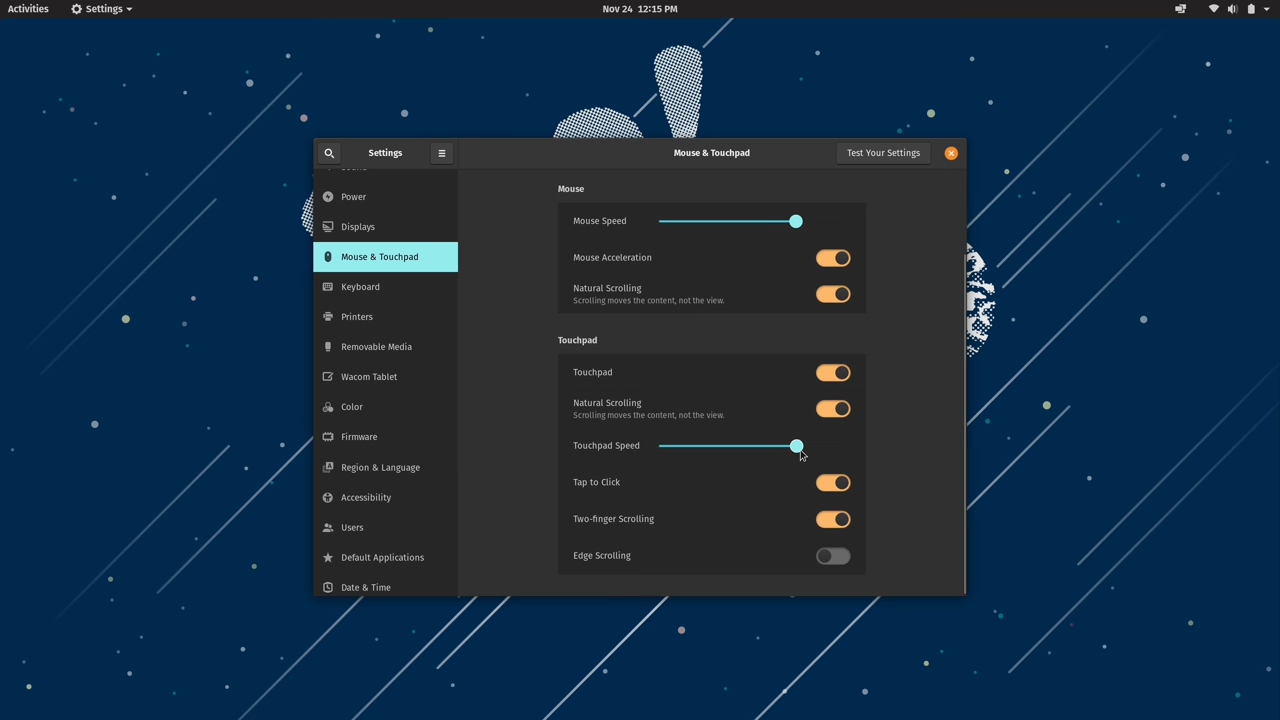 Activities
Settings
Nov 24 12:15 PM
Settings
Mouse & Touchpad
Test Your Settings
Power
Displays
Mouse & Touchpad
Keyboard
Printers
Removable Media
Wacom Tablet
Color
Firmware
Region & Language
Accessibility
Users
Default Applications
Date & Time
Mouse
Mouse Speed
Mouse Acceleration
Natural Scrolling
Scrolling moves the content, not the view.
Touchpad
Touchpad
Natural Scrolling
Scrolling moves the content, not the view.
Touchpad Speed
Tap to Click
Two-finger Scrolling
Edge Scrolling